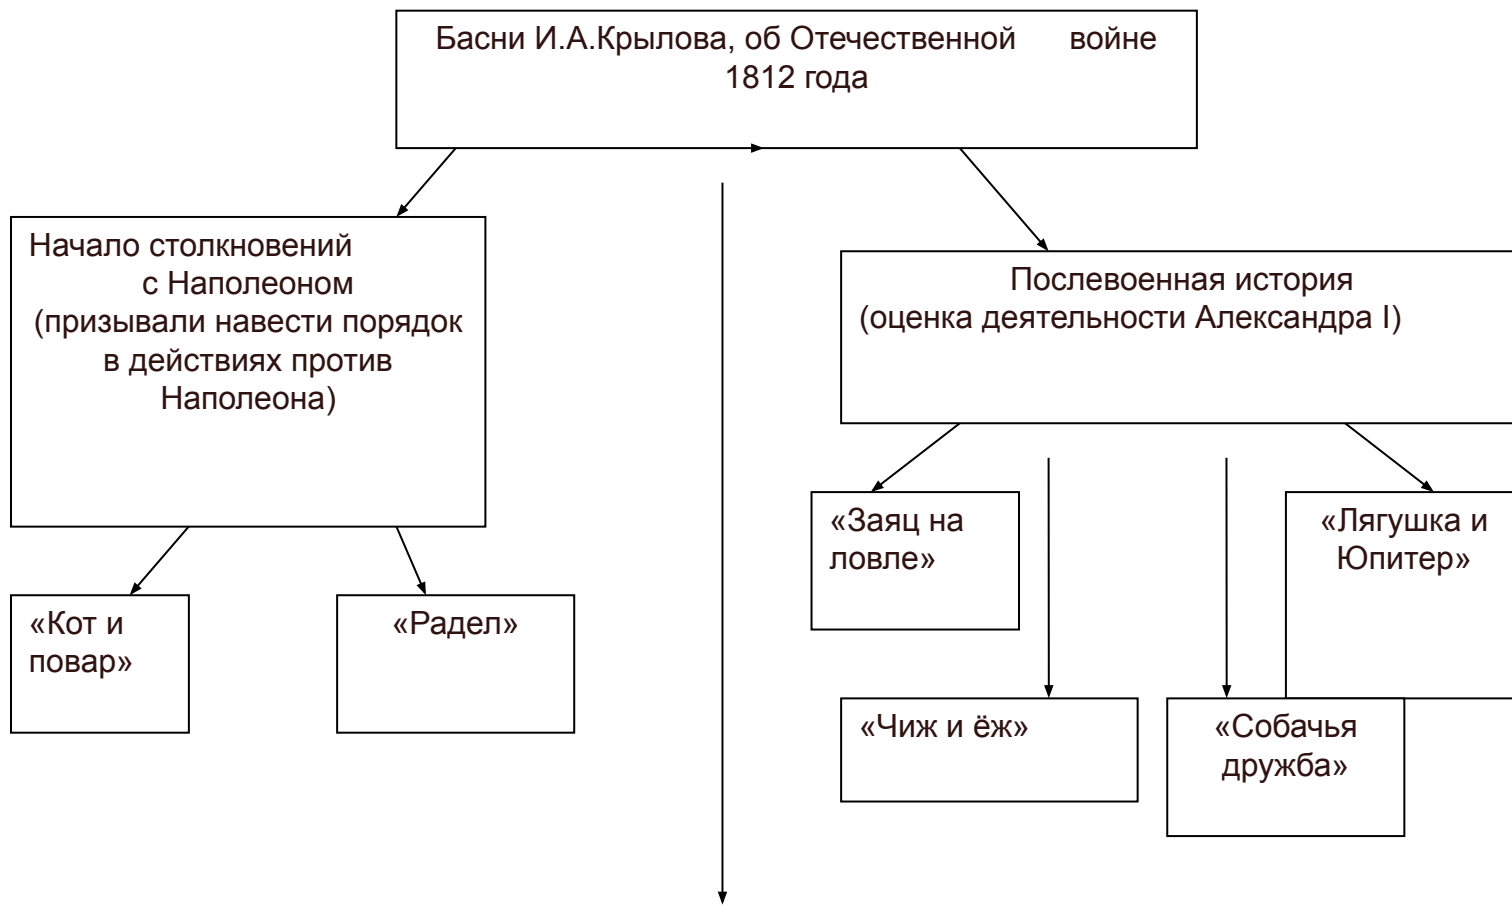 Басни И.А.Крылова, об Отечественной войне
1812 года
Начало столкновений
с Наполеоном
(призывали навести порядок
в действиях против
Наполеона)
Послевоенная история
(оценка деятельности Александра I)
«Кот и
повар»
«Радел»
«Заяц на
ловле»
«Лягушка и
Юпитер»
«Чиж и ёж»
«Собачья
дружба»